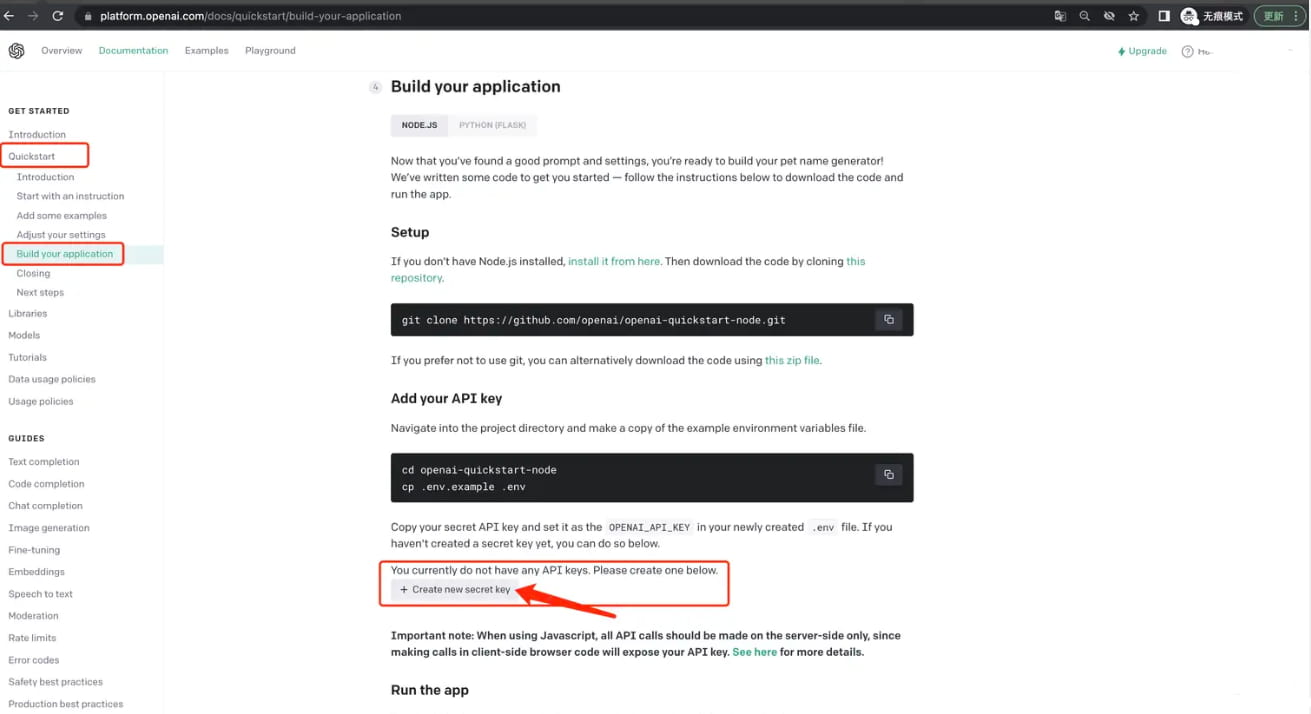 platform.openai.com/docs/quickstart/build-your-application
无痕模式
更新
Overview
Documentation
Examples
Playground
Upgrade
GET STARTED
Introduction
Quickstart
Introduction
Start with an instruction
Add some examples
Adjust your settings
Build your application
Closing
Next steps
Libraries
Models
Tutorials
Data usage policies
Usage policies
GUIDES
Text completion
Code completion
Chat completion
Image generation
Fine-tuning
Embeddings
Speech to text
Moderation
Rate limits
Error codes
Safety best practices
Production best practices
4 Build your application
NODE.JS
PYTHON (FLASK)
Now that you've found a good prompt and settings, you're ready to build your pet name generator!
We've written some code to get you started — follow the instructions below to download the code and
run the app.
Setup
If you don't have Node.js installed, install it from here. Then download the code by cloning this
repository.
git clone https://github.com/openai/openai-quickstart-node.git
If you prefer not to use git, you can alternatively download the code using this zip file.
Add your API key
Navigate into the project directory and make a copy of the example environment variables file.
cd openai-quickstart-node
cp .env.example .env
Copy your secret API key and set it as the OPENAI_API_KEY in your newly created .env file. If you
haven't created a secret key yet, you can do so below.
You currently do not have any API keys. Please create one below.
+ Create new secret key
Important note: When using Javascript, all API calls should be made on the server-side only, since
making calls in client-side browser code will expose your API key. See here for more details.
Run the app